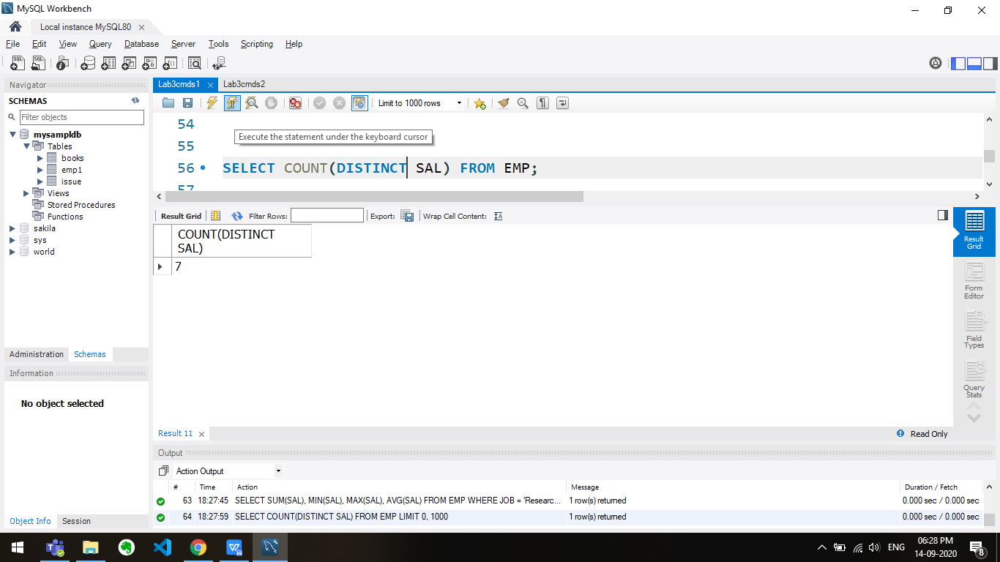 MySQL Workbench
Local instance MySQL80
File Edit View Query Database Server Tools Scripting Help
Navigator
SCHEMAS
Filter objects
mysampldb
Tables
books
emp1
issue
Views
Stored Procedures
Functions
sakila
sys
world
Administration Schemas
Information
No object selected
Object Info Session
Lab3cmds1 Lab3cmds2
Limit to 1000 rows
54
Execute the statement under the keyboard cursor
55
56 SELECT COUNT(DISTINCT SAL) FROM EMP;
57
Result Grid Filter Rows: Export: Wrap Cell Content:
COUNT(DISTINCT
SAL)
7
Result
Grid
Form
Editor
Field
Types
Query
Stats
Result 11 Read Only
Output
Action Output
# Time Action Message Duration / Fetch
63 18:27:45 SELECT SUM(SAL), MIN(SAL), MAX(SAL), AVG(SAL) FROM EMP WHERE JOB = 'Researc... 1 row(s) returned 0.000 sec / 0.000 sec
64 18:27:59 SELECT COUNT(DISTINCT SAL) FROM EMP LIMIT 0, 1000 1 row(s) returned 0.000 sec / 0.000 sec
ENG
06:28 PM
14-09-2020
8